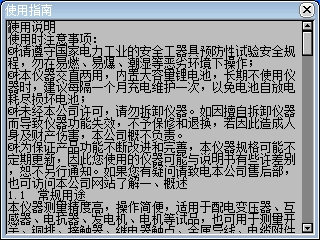 使用指南
使用说明
使用时注意事项：
@请遵守国家电力工业的安全工器具预防性试验安全规
程，勿在易燃、易爆、潮湿等恶劣环境下操作；
@本仪器交直两用，内置大容量锂电池，长期不使用仪
器时，建议每隔一个月充电维护一次，以免电池自放电
耗尽损坏电池；
@未经本公司许可，请勿拆卸仪器。如因擅自拆卸仪器
而导致仪器功能失效，不予保修和退换，若因此造成人
身及财产伤害，本公司概不负责。
@为保证产品功能不断改进和完善，本仪器规格可能不
定期更新，因此您使用的仪器可能与说明书有些许差别
，恕不另行通知。如果您有疑问请致电本公司售后部，
也可访问本公司网站了解一、概述
1.1 常规用途
本仪器测量精度高，操作简便，适用于配电变压器、互
感器、电抗器、发电机、电机等试品，也可用于测量开